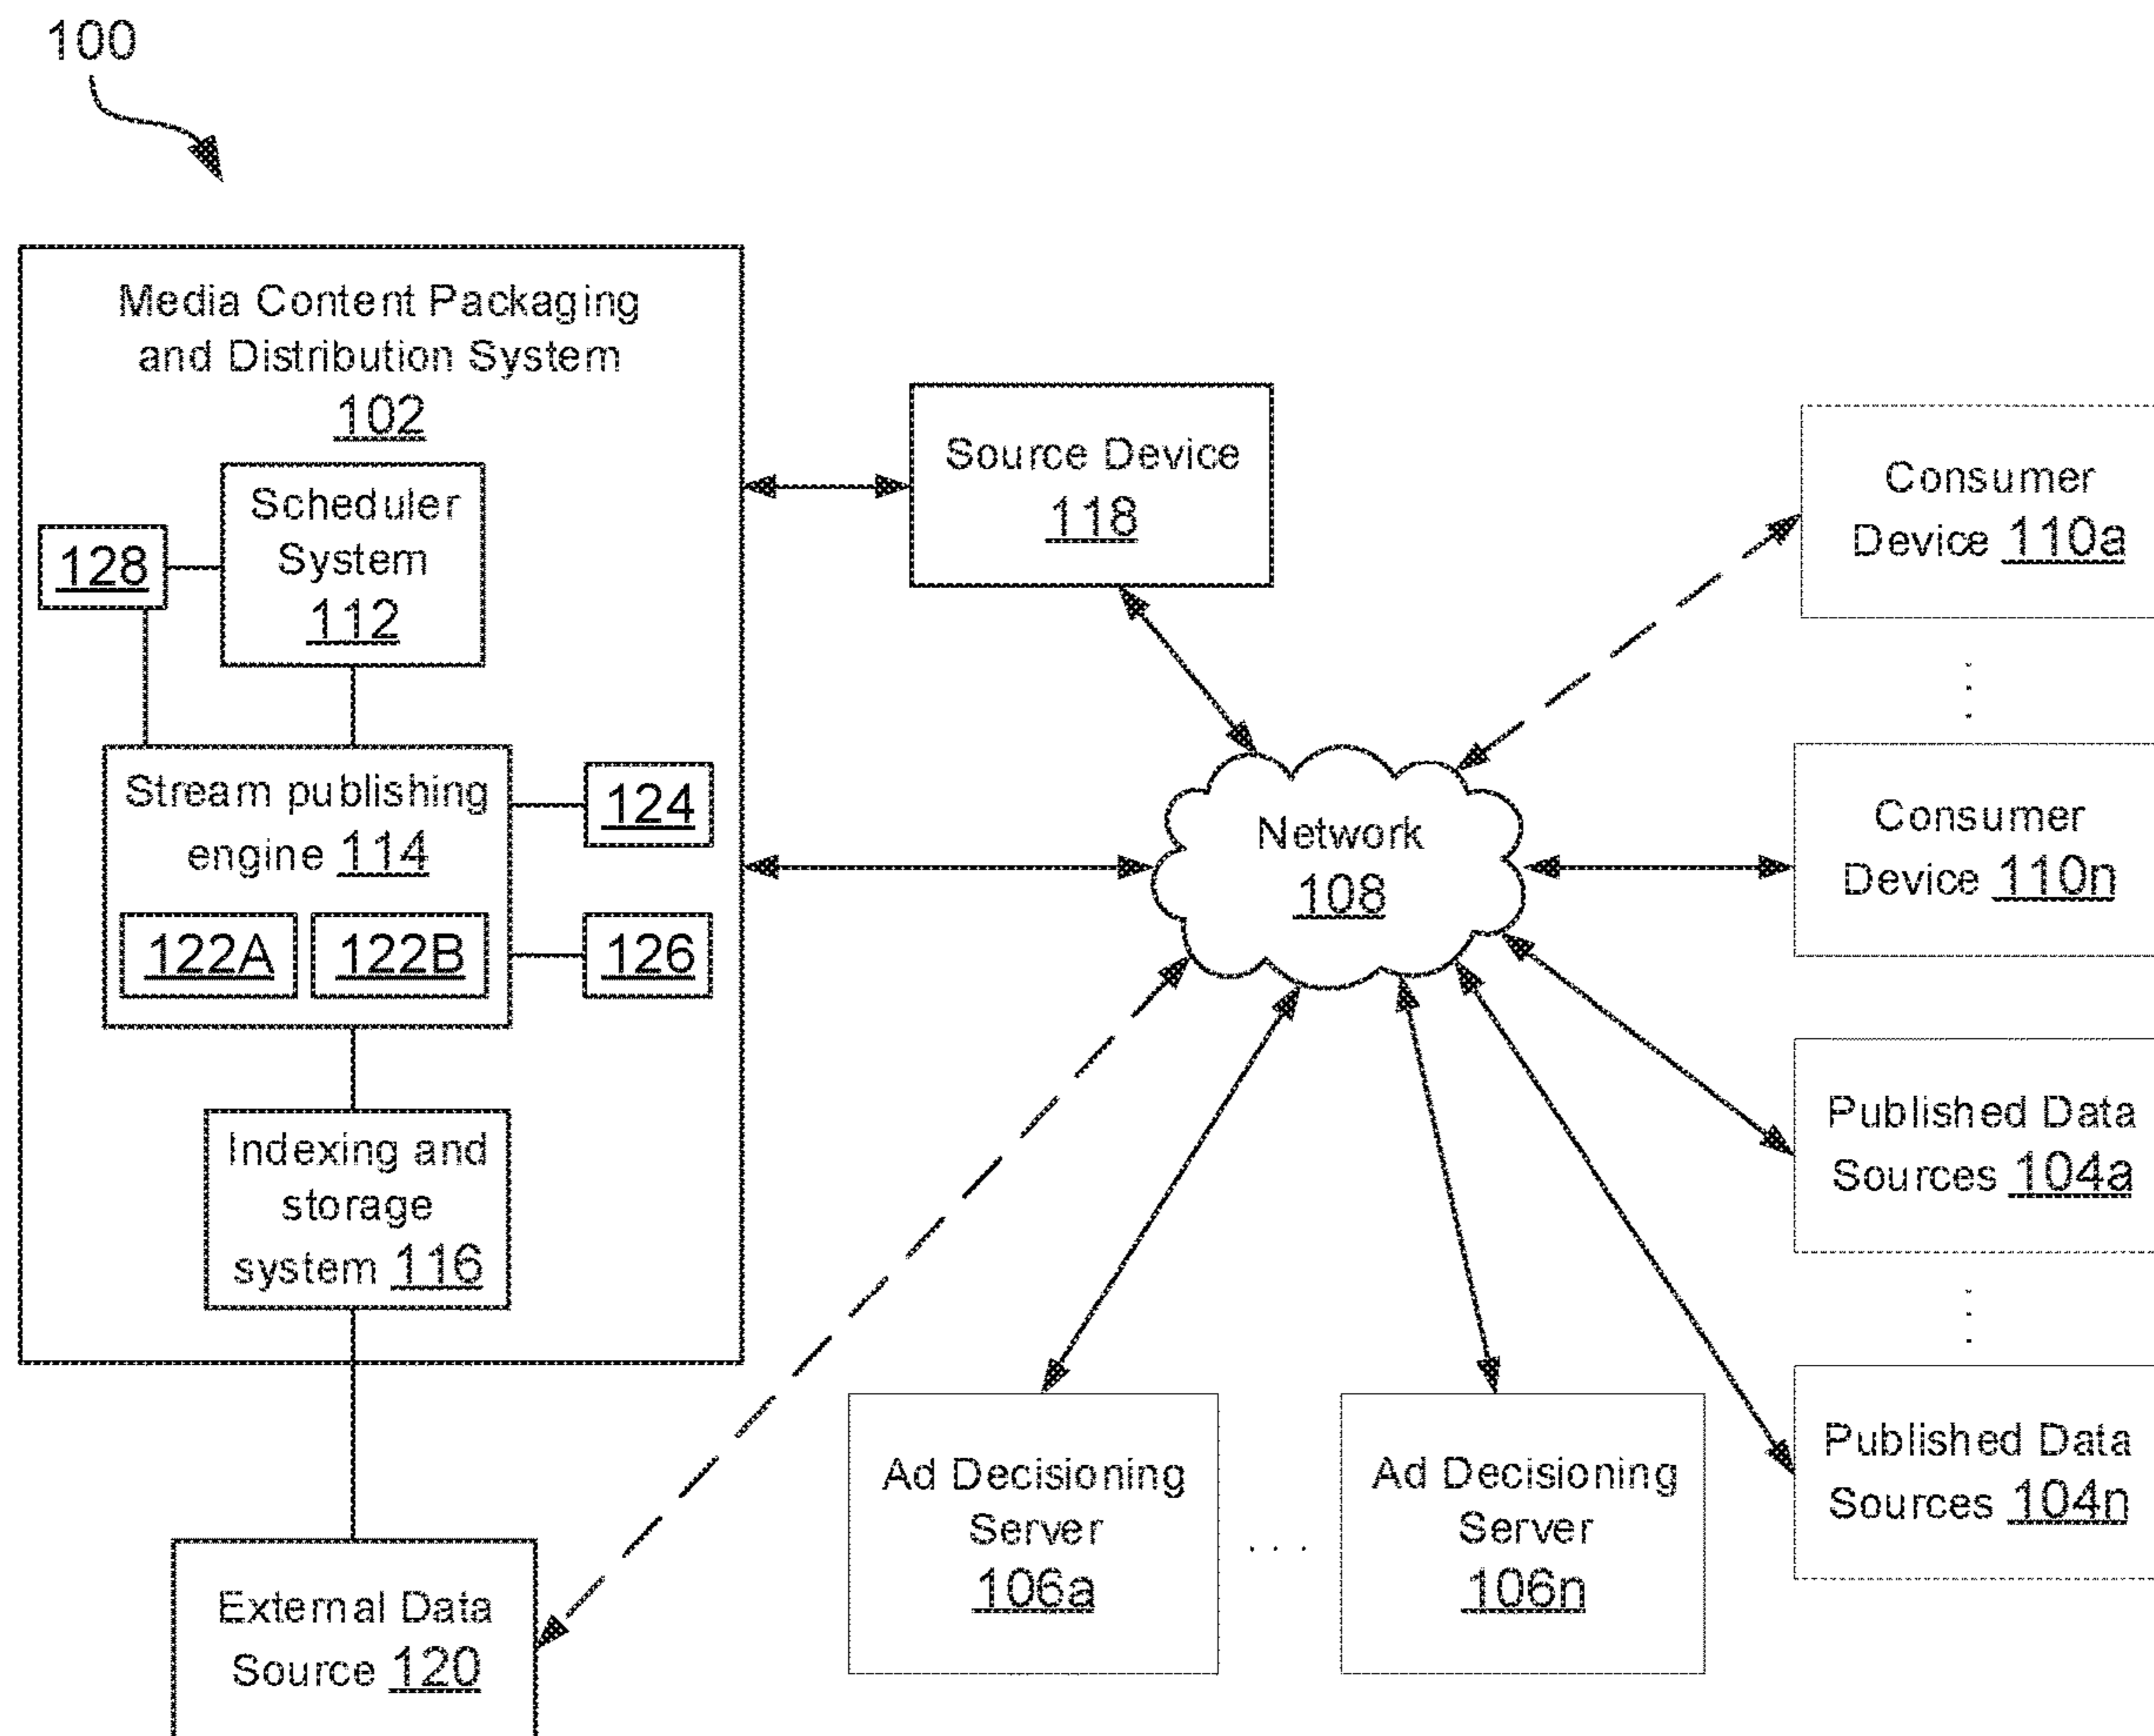 100
Media Content Packaging
and Distribution System
102
Scheduler
System
112
128
Stream publishing
engine 114
122A
122B
124
126
Indexing and
storage
system 116
External Data
Source 120
Source Device
118
Network
108
Consumer
Device 110a
Consumer
Device 110n
Published Data
Sources 104a
Published Data
Sources 104n
Ad Decisioning
Server
106a
. . .
Ad Decisioning
Server
106n